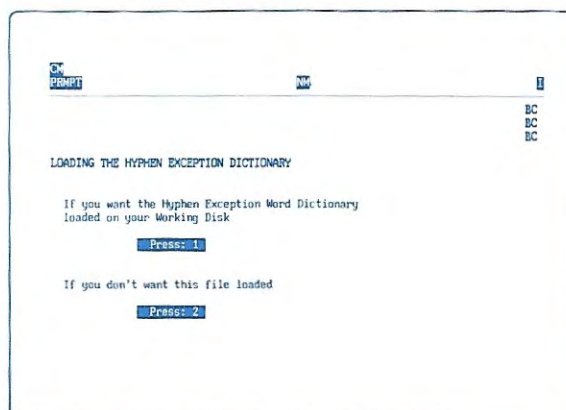 CM
PRMPT NM I
BC
BC
BC
LOADING THE HYPHEN EXCEPTION DICTIONARY
If you want the Hyphen Exception Word Dictionary
loaded on your Working Disk
Press: 1
If you don't want this file loaded
Press: 2